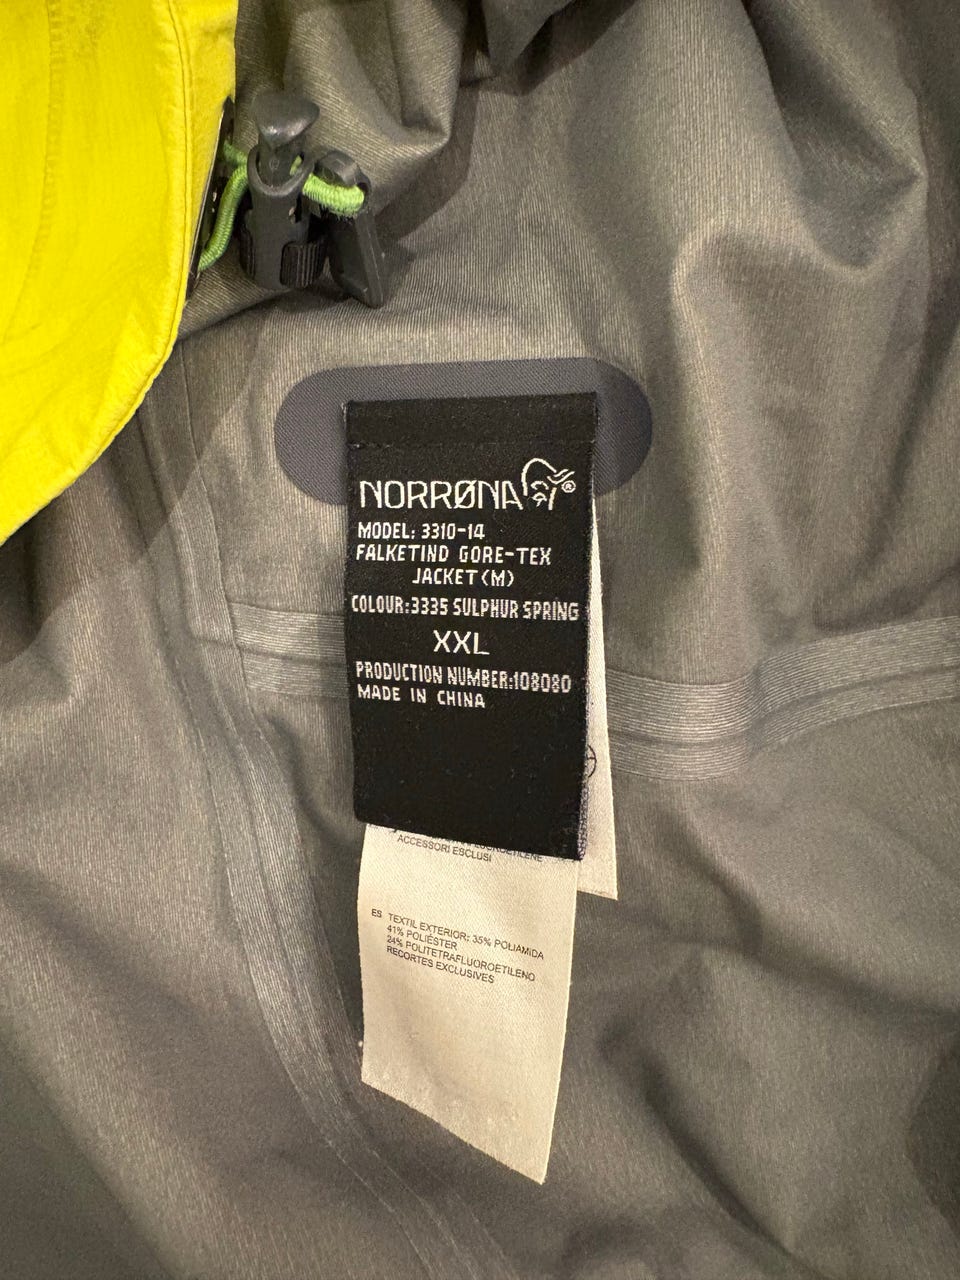 NORRØNA®
MODEL: 3310-14
FALKETIND GORE-TEX
JACKET(M)
COLOUR:3335 SULPHUR SPRING
XXL
PRODUCTION NUMBER:108080
MADE IN CHINA
ACCESSORI ESCLUSI
ES TEXTIL EXTERIOR; 35% POLIAMIDA
41% POLIÉSTER
24% POLITETRAFLUOROETILENO
RECORTES EXCLUSIVES